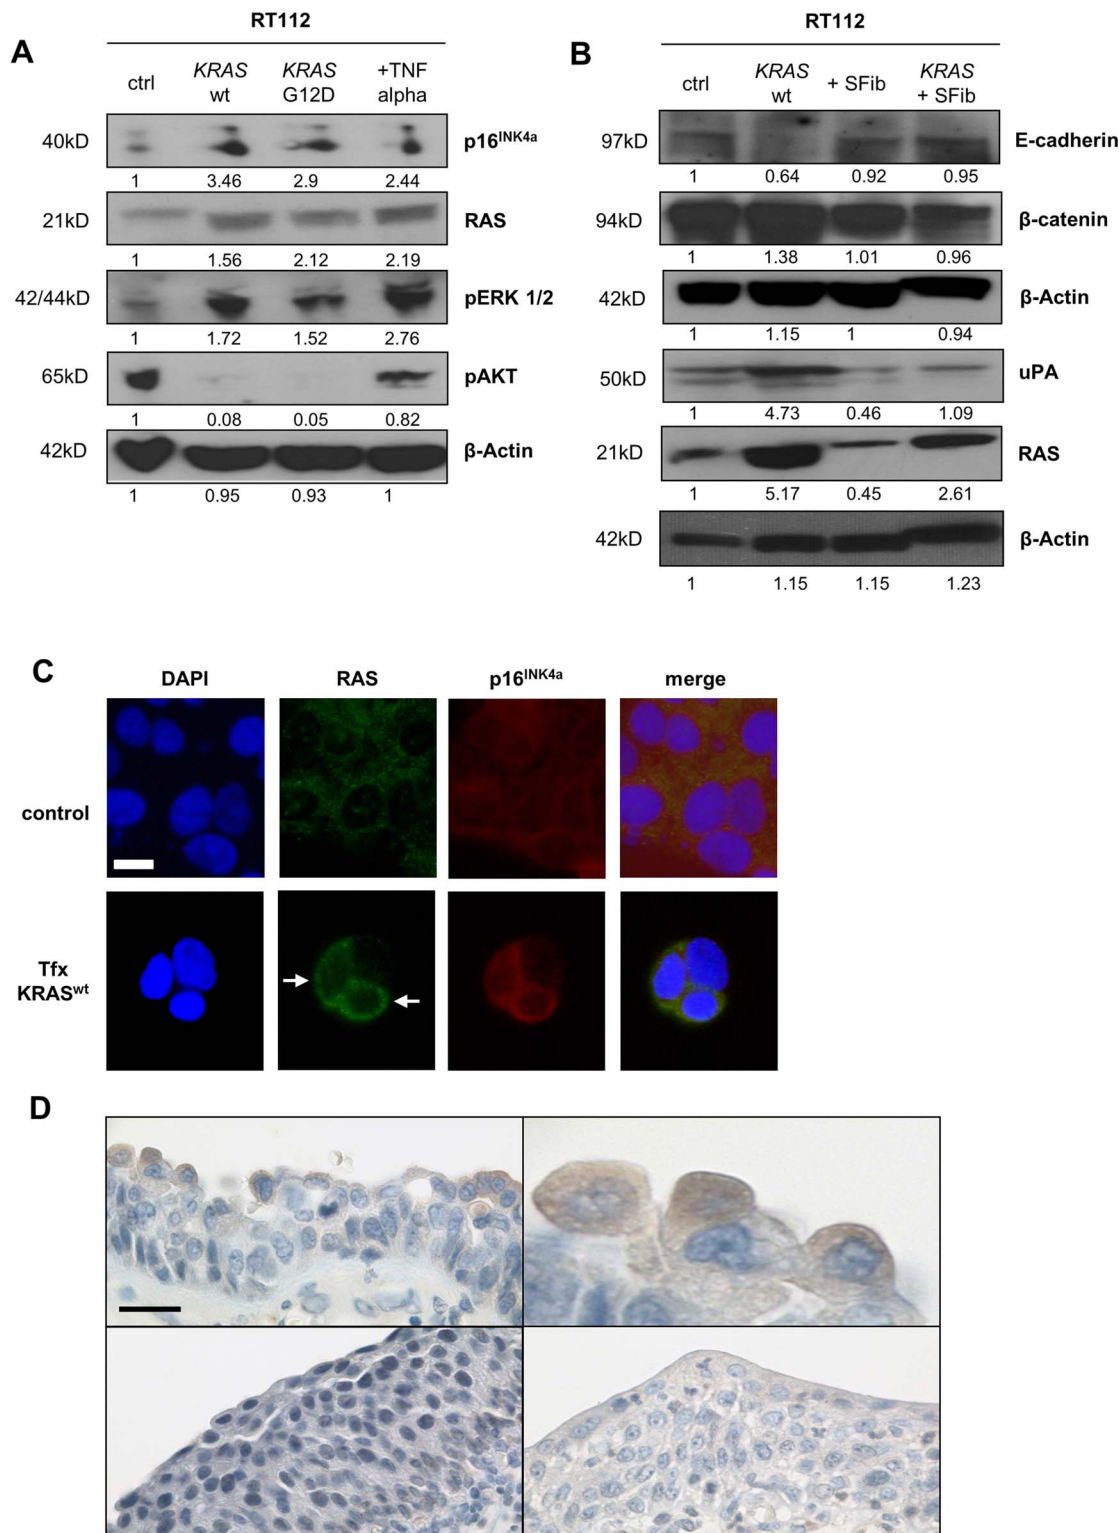 RT112
A
ctrl
KRAS
wt
KRAS
G12D
+TNF
alpha
40kD
p16INK4a
1 3.46 2.9 2.44
21kD
RAS
1 1.56 2.12 2.19
42/44kD
pERK 1/2
1 1.72 1.52 2.76
65kD
pAKT
1 0.08 0.05 0.82
42kD
β-Actin
1 0.95 0.93 1
RT112
B
ctrl
KRAS
wt
+ SFib
KRAS
+ SFib
97kD
E-cadherin
1 0.64 0.92 0.95
94kD
β-catenin
1 1.38 1.01 0.96
42kD
β-Actin
1 1.15 1 0.94
50kD
uPA
1 4.73 0.46 1.09
21kD
RAS
1 5.17 0.45 2.61
42kD
β-Actin
1 1.15 1.15 1.23
C
DAPI RAS p16INK4a merge
control
Tfx
KRASwt
D